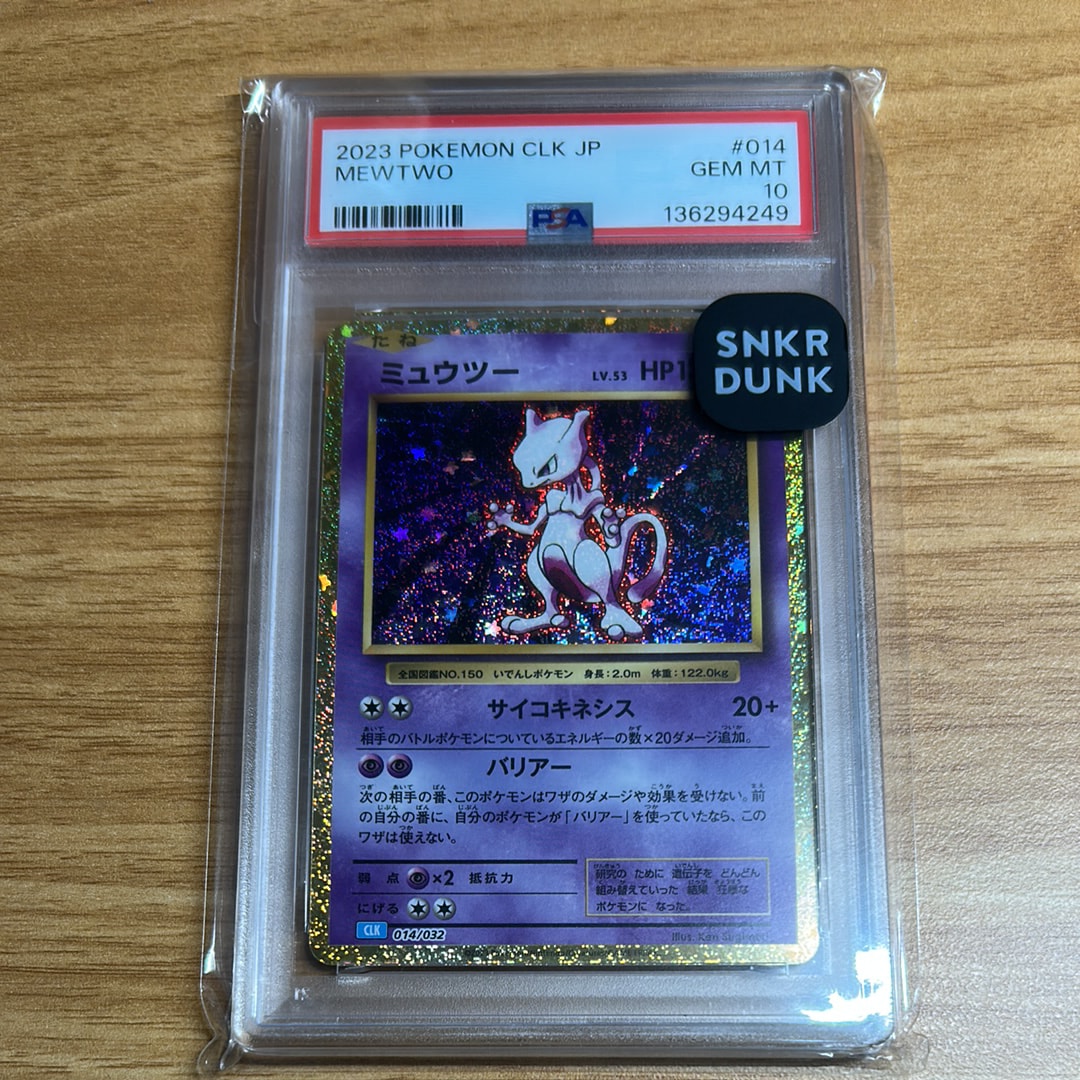 2023 POKEMON CLK JP #014
MEWTWO GEM MT
10
PSA 136294249
SNKR
DUNK
たね
ミュウツー LV.53 HP1
全国図鑑NO.150 いでんしポケモン 身長:2.0m 体重:122.0kg
サイコキネシス 20+
相手のバトルポケモンについているエネルギーの数×20ダメージ追加。
バリアー
次の相手の番、このポケモンはワザのダメージや効果を受けない。前
の自分の番に、自分のポケモンが「バリアー」を使っていたなら、この
ワザは使えない。
弱点 ×2 抵抗力
にげる
研究の ために 遺伝子を どんどん
組み替えていった 結果 狂暴な
ポケモンに なった。
CLK 014/032
Illus. Ken Sugimori